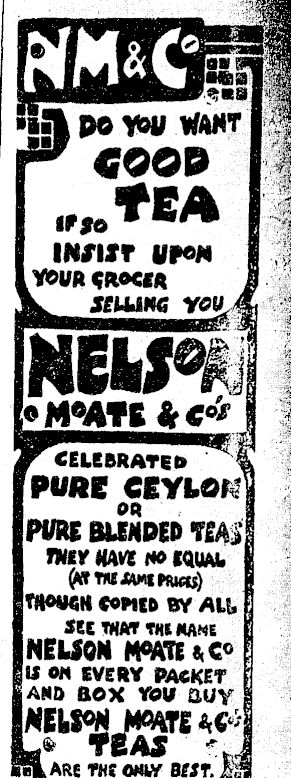 NM & Co
DO YOU WANT
GOOD
TEA
IF SO
INSIST UPON
YOUR GROCER
SELLING YOU
NELSON
MOATE & Co's
CELEBRATED
PURE CEYLON
OR
PURE BLENDED TEAS
THEY HAVE NO EQUAL
(AT THE SAME PRICES)
THOUGH COPIED BY ALL
SEE THAT THE NAME
NELSON MOATE & Co
IS ON EVERY PACKET
AND BOX YOU BUY
NELSON MOATE & Co's
TEAS
ARE THE ONLY BEST.